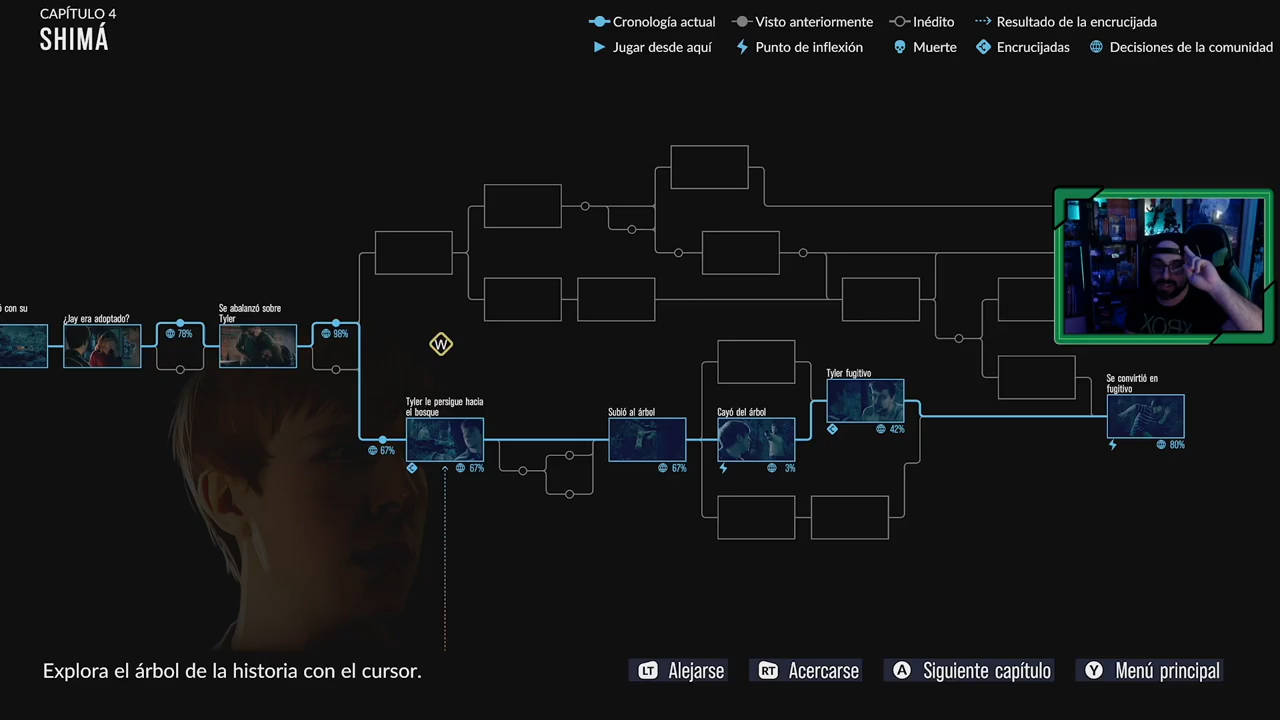 CAPÍTULO 4
SHIMÁ
Cronología actual
Visto anteriormente
Inédito
Resultado de la encrucijada
Jugar desde aquí
Punto de inflexión
Muerte
Encrucijadas
Decisiones de la comunidad
ó con su
¿Jay era adoptado?
78%
Se abalanzó sobre
Tyler
98%
W
67%
Tyler le persigue hacia
el bosque
67%
Subió al árbol
67%
Cayó del árbol
3%
Tyler fugitivo
42%
Se convirtió en
fugitivo
80%
XBOX
Explora el árbol de la historia con el cursor.
LT Alejarse
RT Acercarse
A Siguiente capítulo
Y Menú principal